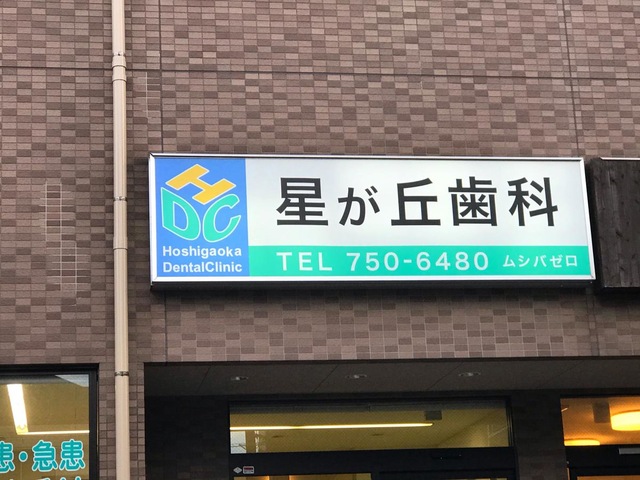 HDC
Hoshigaoka
DentalClinic
星が丘歯科
TEL 750-6480 ムシバゼロ
患・急患